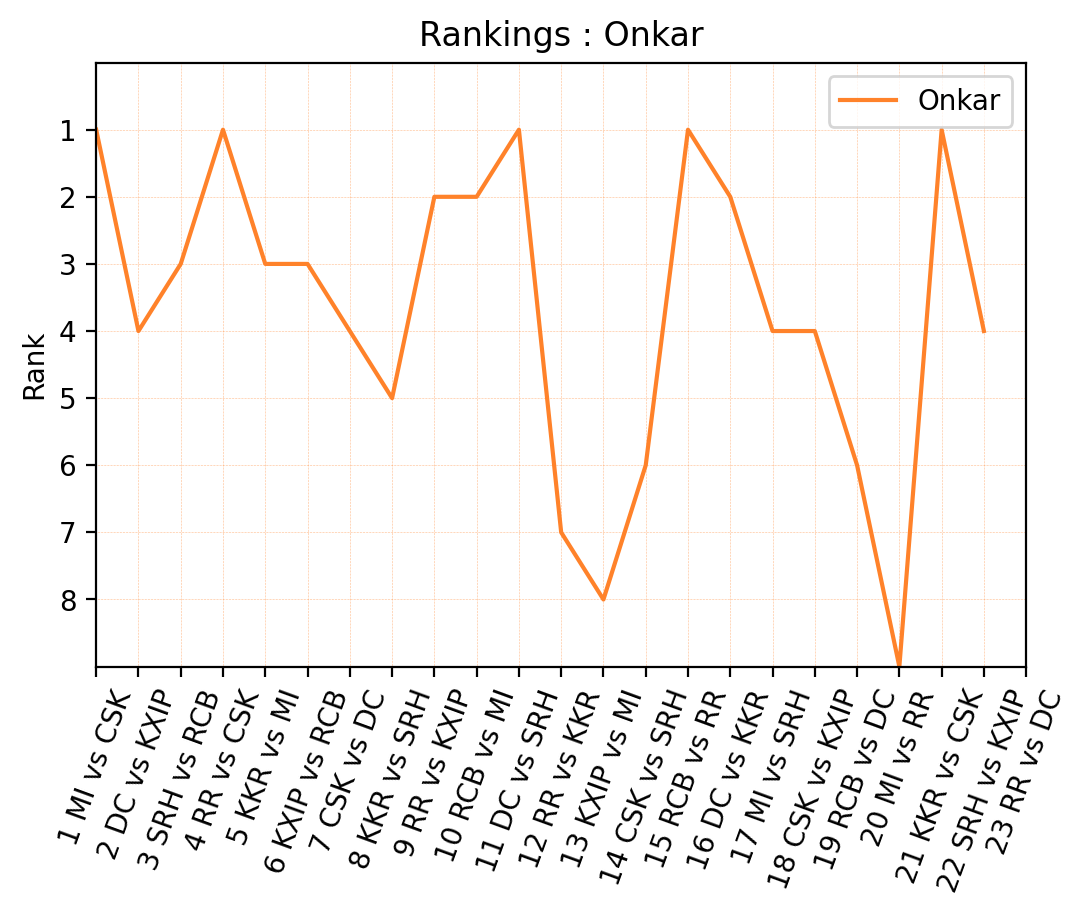 Rankings : Onkar
Onkar
Rank
1
2
3
4
5
6
7
8
1 MI vs CSK
2 DC vs KXIP
3 SRH vs RCB
4 RR vs CSK
5 KKR vs MI
6 KXIP vs RCB
7 CSK vs DC
8 KKR vs SRH
9 RR vs KXIP
10 RCB vs MI
11 DC vs SRH
12 RR vs KKR
13 KXIP vs MI
14 CSK vs SRH
15 RCB vs RR
16 DC vs KKR
17 MI vs SRH
18 CSK vs KXIP
19 RCB vs DC
20 MI vs RR
21 KKR vs CSK
22 SRH vs KXIP
23 RR vs DC